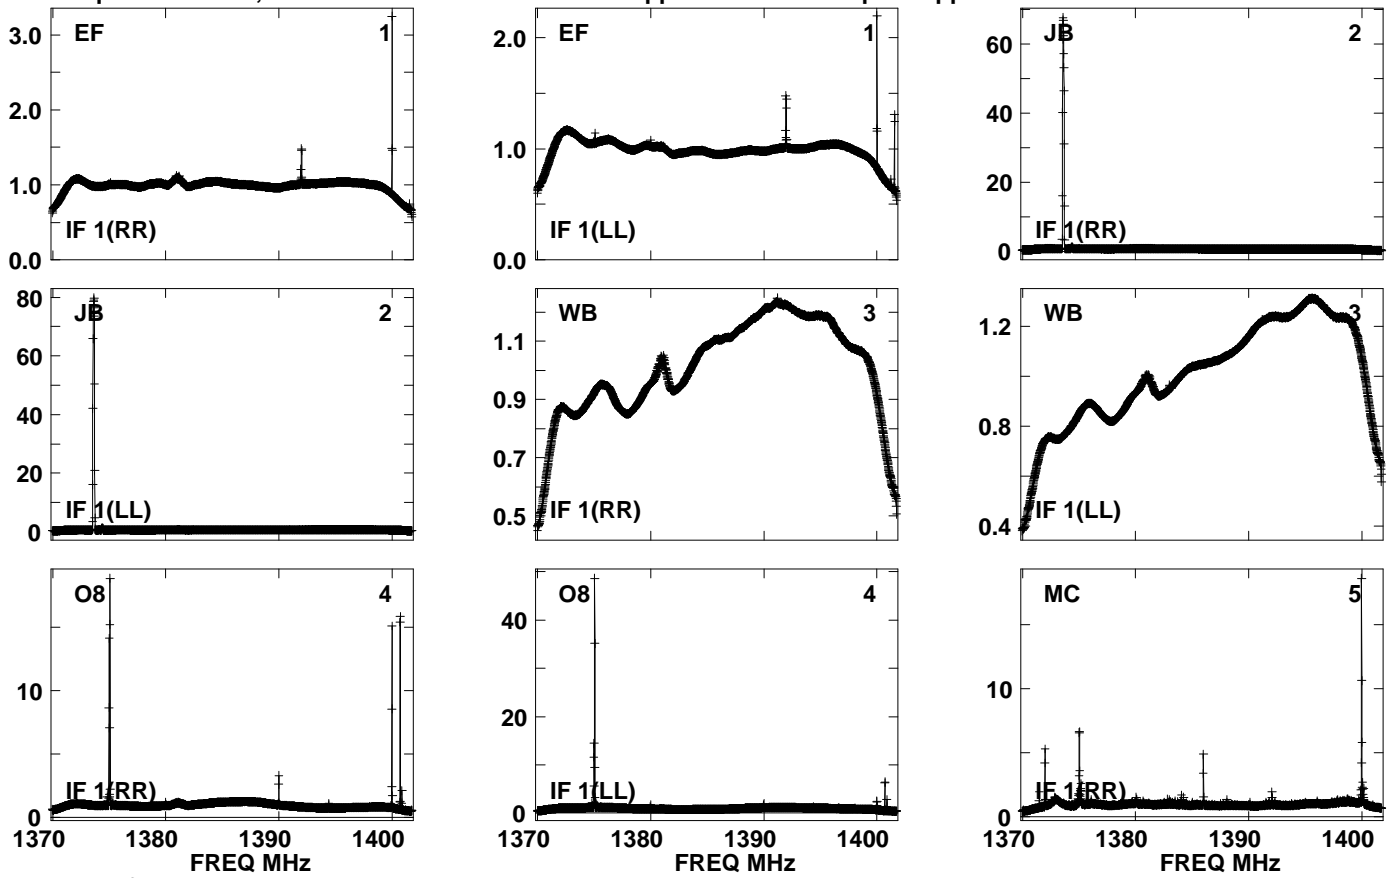 EF 1
3.0
2.0
1.0
0.0
IF 1(RR)
EF 1
2.0
1.0
0.0
IF 1(LL)
JB 2
60
40
20
0
IF 1(RR)
JB 2
80
60
40
20
0
IF 1(LL)
WB 3
1.1
0.9
0.7
0.5
IF 1(RR)
WB 3
1.2
0.8
0.4
IF 1(LL)
O8 4
10
0
IF 1(RR)
1370 1380 1390 1400
FREQ MHz
O8 4
40
20
0
IF 1(LL)
1370 1380 1390 1400
FREQ MHz
MC 5
10
0
IF 1(RR)
1370 1380 1390 1400
FREQ MHz